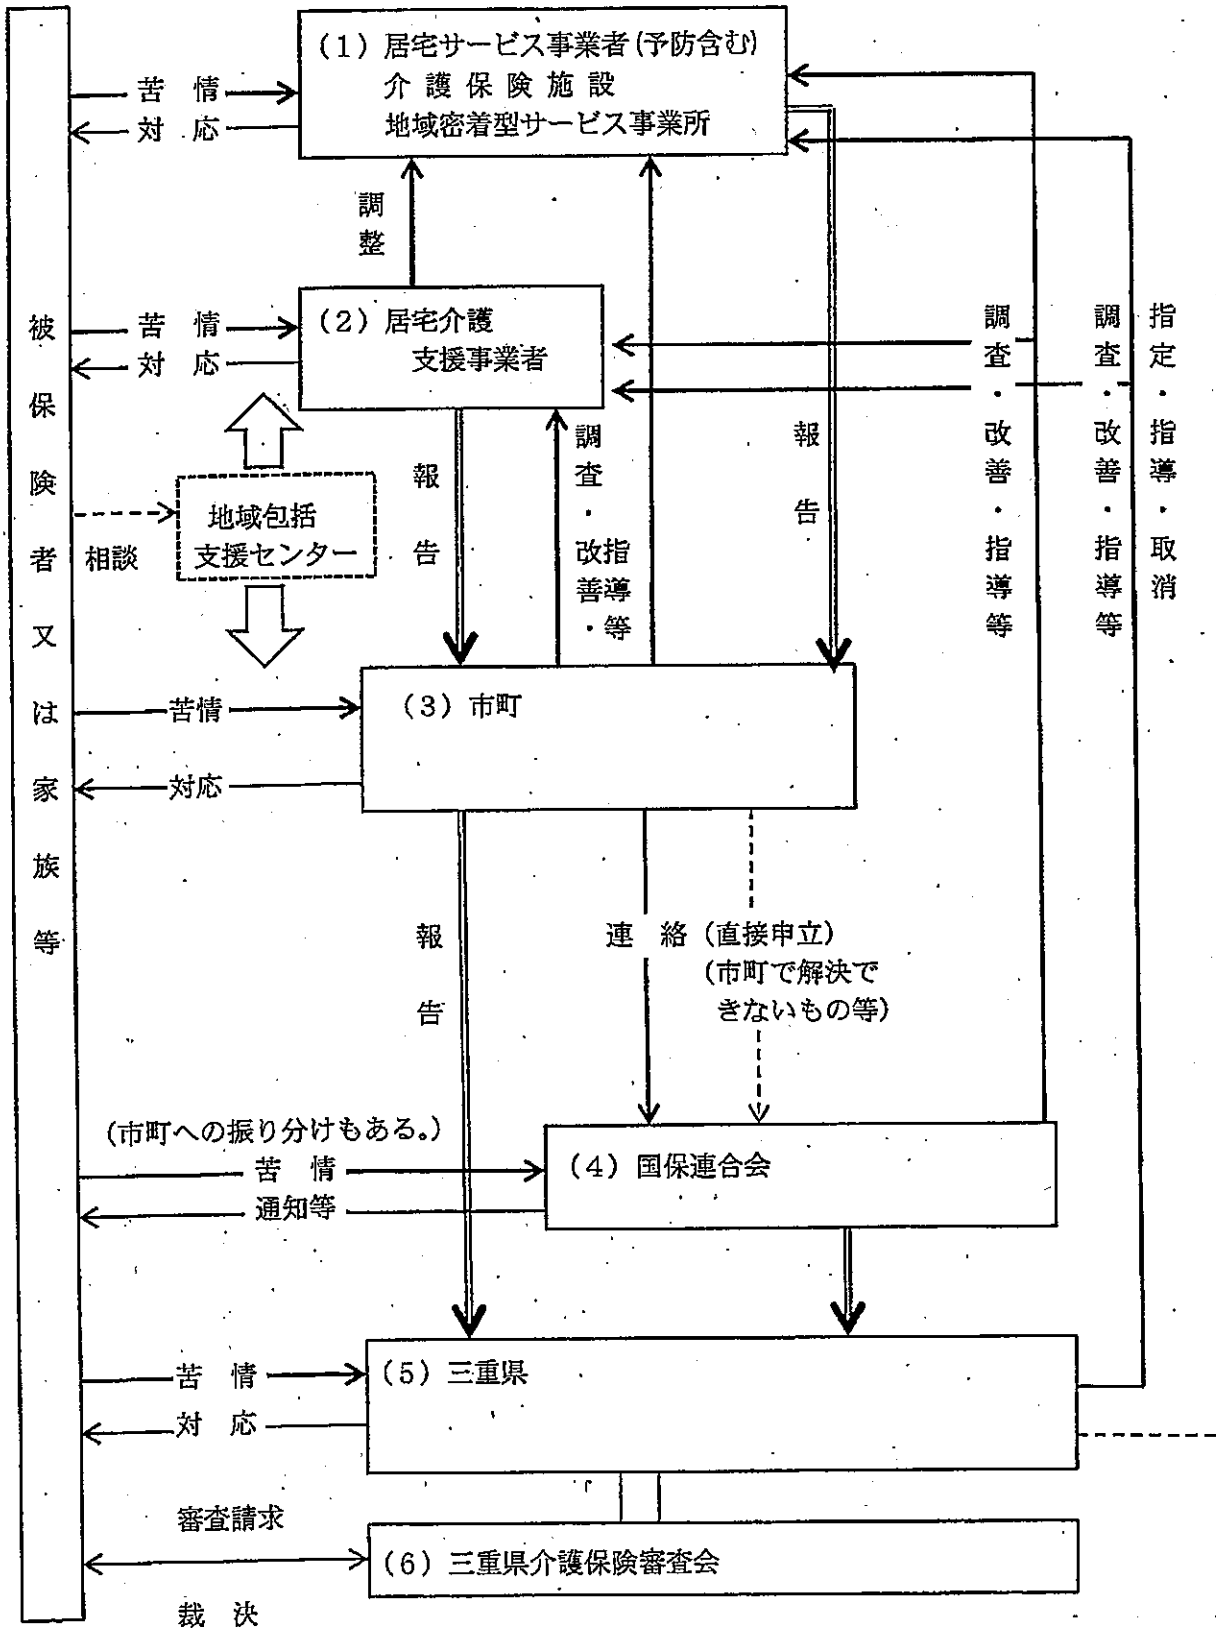 (1) 居宅サービス事業者(予防含む)
介護保険施設
地域密着型サービス事業所
苦情
対応
調整
被保険者又は家族等
苦情
対応
(2) 居宅介護
支援事業者
調査・改善・指導等
調査・改善・指導等
指定・指導・取消
報告
報告
調査・改善・
指導等
相談
地域包括
支援センター
苦情
対応
(3) 市町
報告
連絡
(直接申立)
(市町で解決で
きないもの等)
(市町への振り分けもある。)
苦情
通知等
(4) 国保連合会
苦情
対応
(5) 三重県
審査請求
裁決
(6) 三重県介護保険審査会